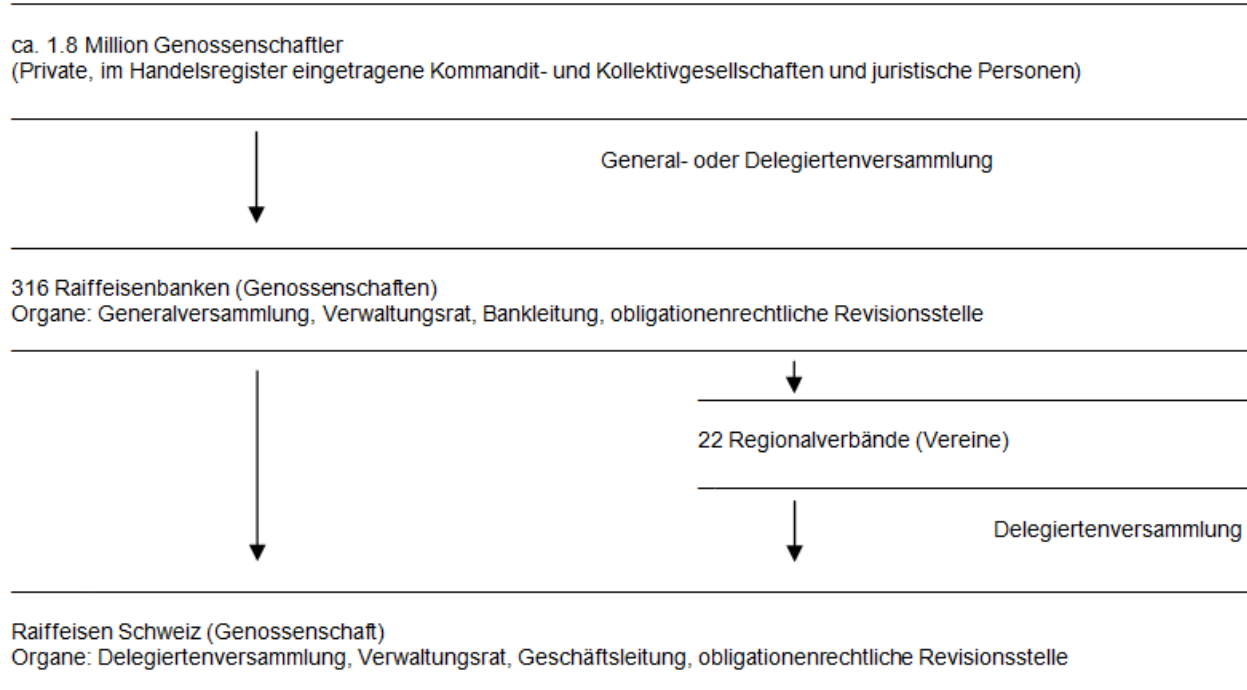 ca. 1.8 Million Genossenschaftler
(Private, im Handelsregister eingetragene Kommandit- und Kollektivgesellschaften und juristische Personen)
General- oder Delegiertenversammlung
316 Raiffeisenbanken (Genossenschaften)
Organe: Generalversammlung, Verwaltungsrat, Bankleitung, obligationenrechtliche Revisionsstelle
22 Regionalverbände (Vereine)
Delegiertenversammlung
Raiffeisen Schweiz (Genossenschaft)
Organe: Delegiertenversammlung, Verwaltungsrat, Geschäftsleitung, obligationenrechtliche Revisionsstelle